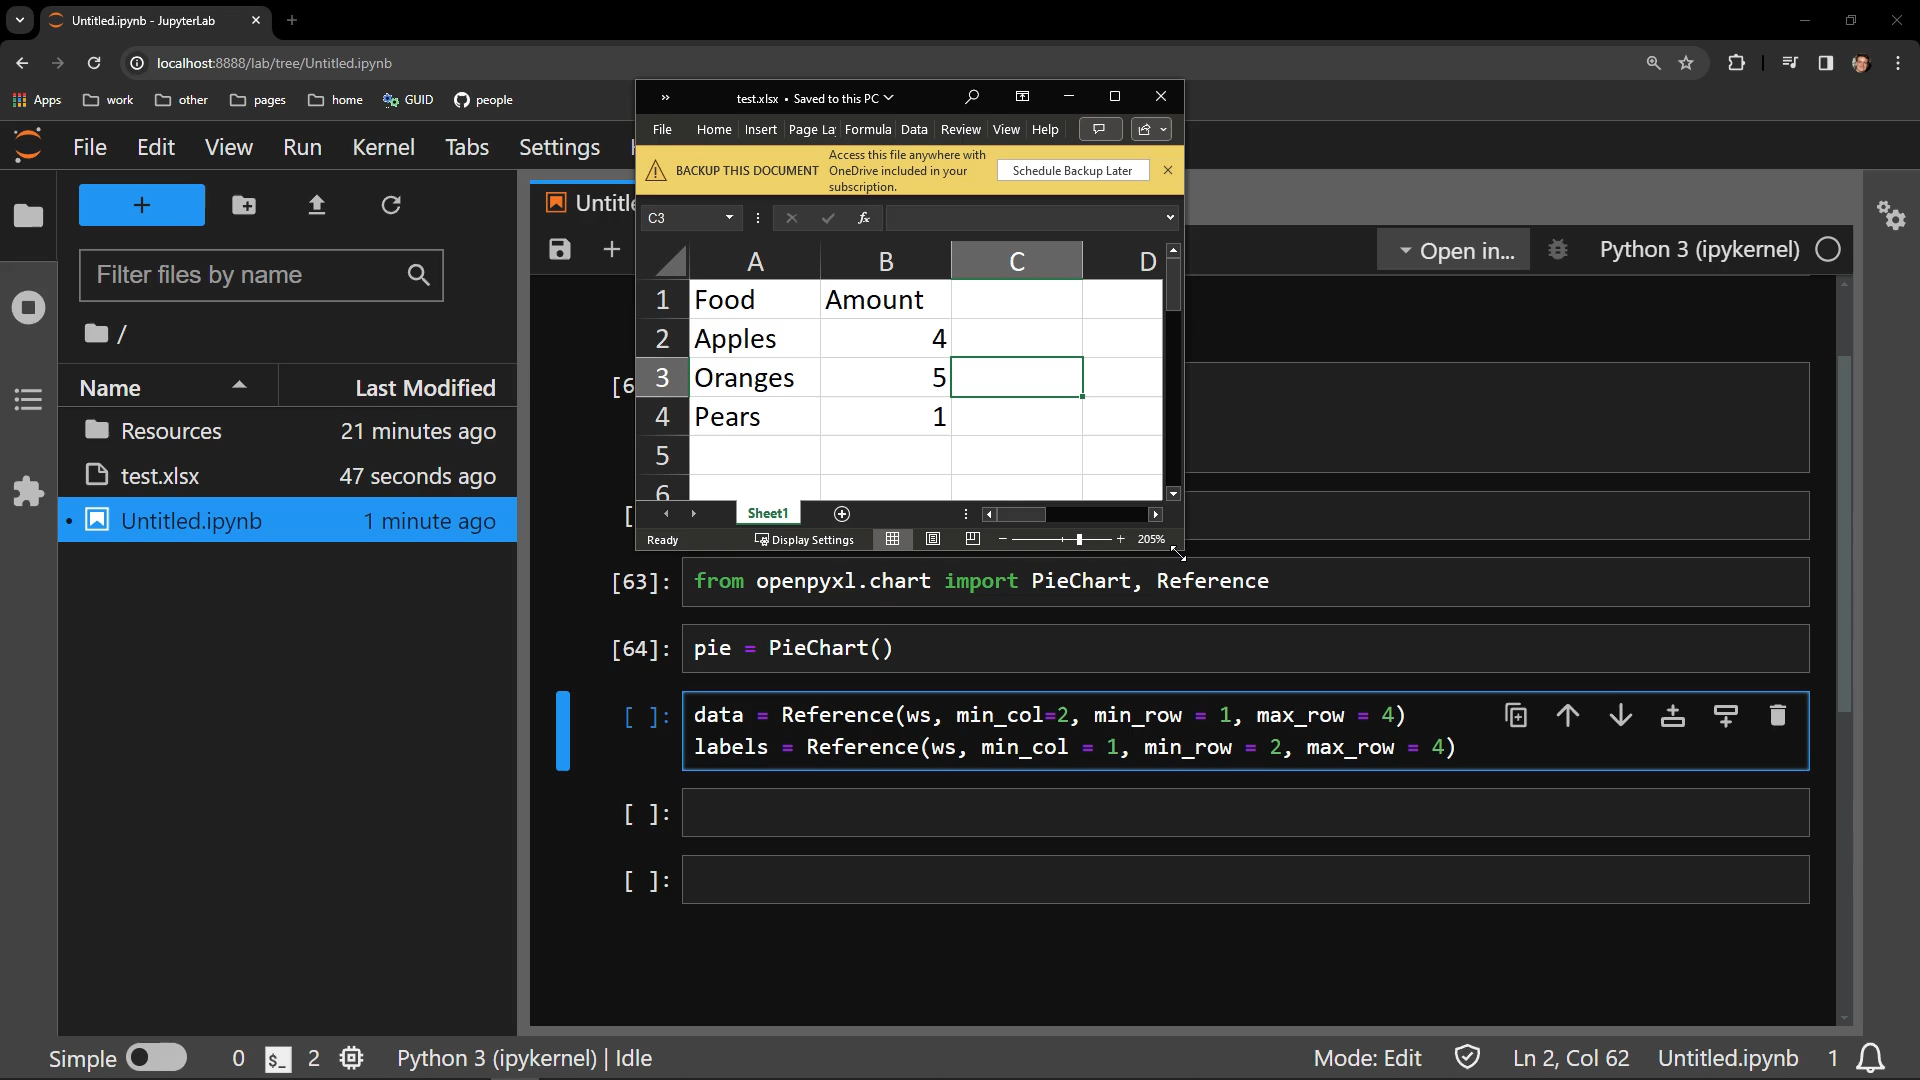 Untitled.ipynb - JupyterLab
localhost:8888/lab/tree/Untitled.ipynb
Apps work other pages home GUID people
test.xlsx • Saved to this PC
File Home Insert Page La Formula Data Review View Help
File Edit View Run Kernel Tabs Settings
BACKUP THIS DOCUMENT
Access this file anywhere with
OneDrive included in your
subscription.
Schedule Backup Later
C3
fx
Open in...
Python 3 (ipykernel)
A B C D
1 Food Amount
2 Apples 4
3 Oranges 5
4 Pears 1
5
6
Sheet1
Ready
Display Settings
205%
Filter files by name
/
Name Last Modified
Resources 21 minutes ago
test.xlsx 47 seconds ago
Untitled.ipynb 1 minute ago
[63]: from openpyxl.chart import PieChart, Reference
[64]: pie = PieChart()
[ ]: data = Reference(ws, min_col=2, min_row = 1, max_row = 4)
labels = Reference(ws, min_col = 1, min_row = 2, max_row = 4)
[ ]:
[ ]:
Simple 0 $_ 2 Python 3 (ipykernel) | Idle
Mode: Edit Ln 2, Col 62 Untitled.ipynb 1